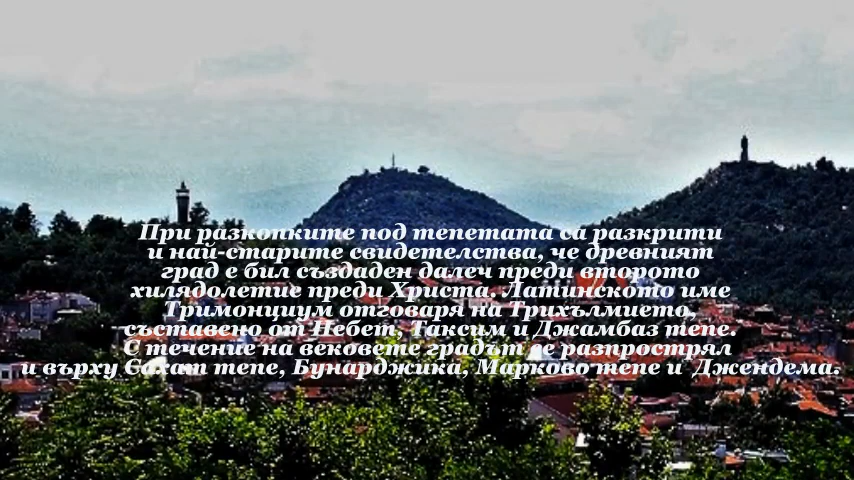 При разкопките под тепетата са разкрити
и най-старите свидетелства, че древният
град е бил създаден далеч преди второто
хилядолетие преди Христа. Латинското име
Тримонциум отговаря на Трихълмието,
съставено от Небет, Таксим и Джамбаз тепе.
С течение на вековете градът се разпрострял
и върху Сахат тепе, Бунарджика, Марково тепе и Джендема.